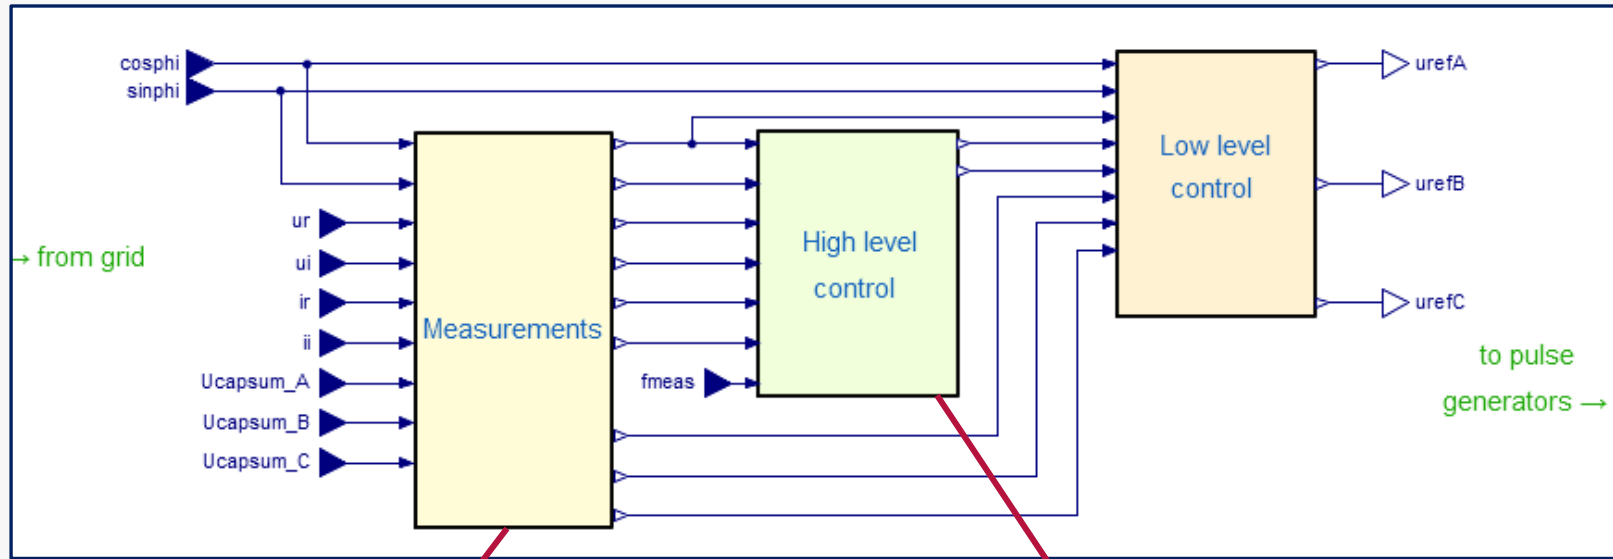 cosphi
sinphi
ur
ui
ir
ii
Ucapsum_A
Ucapsum_B
Ucapsum_C
→ from grid
Measurements
High level
control
fmeas
Low level
control
urefA
urefB
urefC
to pulse
generators →